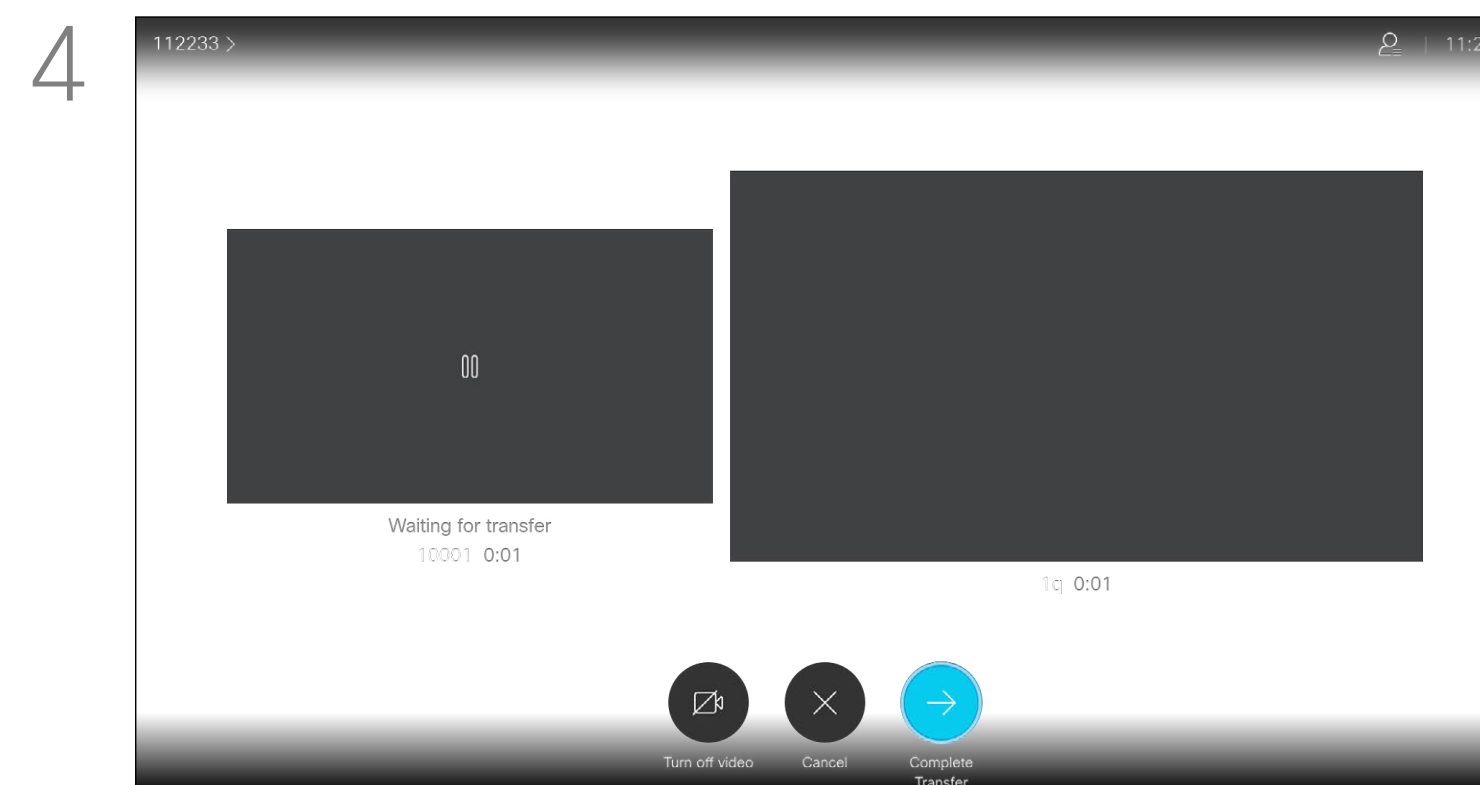 4
112233 >
11:2
Waiting for transfer
10001 0:01
1q 0:01
Turn off video
Cancel
Complete
Transfer